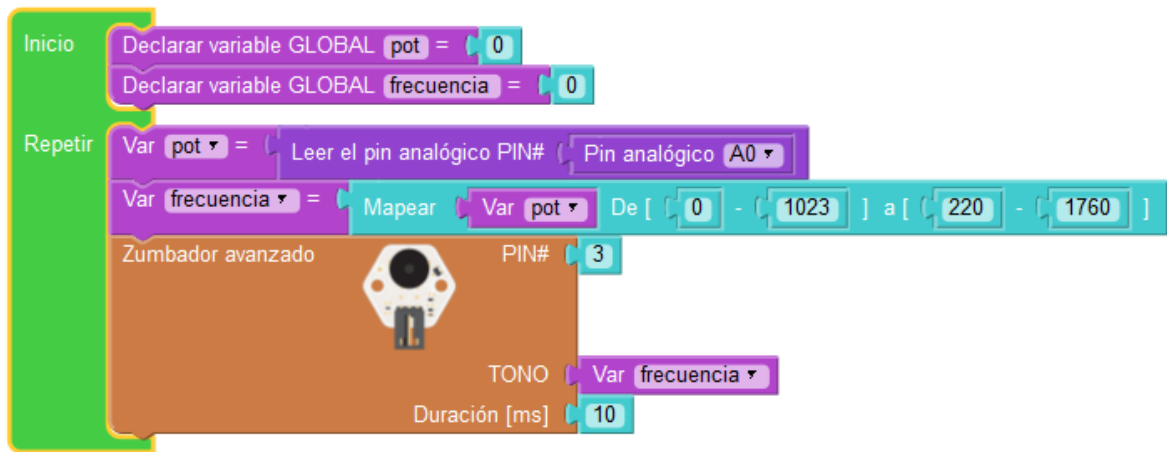 Inicio Declarar variable GLOBAL pot = 0
Declarar variable GLOBAL frecuencia = 0
Repetir Var pot = Leer el pin analógico PIN# Pin analógico A0
Var frecuencia = Mapear Var pot De [ 0 - 1023 ] a [ 220 - 1760 ]
Zumbador avanzado PIN# 3
TONO Var frecuencia
Duración [ms] 10